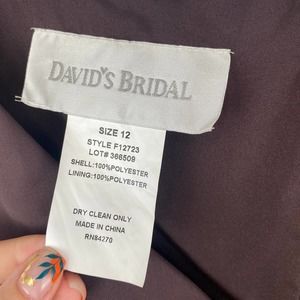 DAVID'S BRIDAL
SIZE 12
STYLE F12723
LOT# 366509
SHELL:100%POLYESTER
LINING:100%POLYESTER
DRY CLEAN ONLY
MADE IN CHINA
RN84270